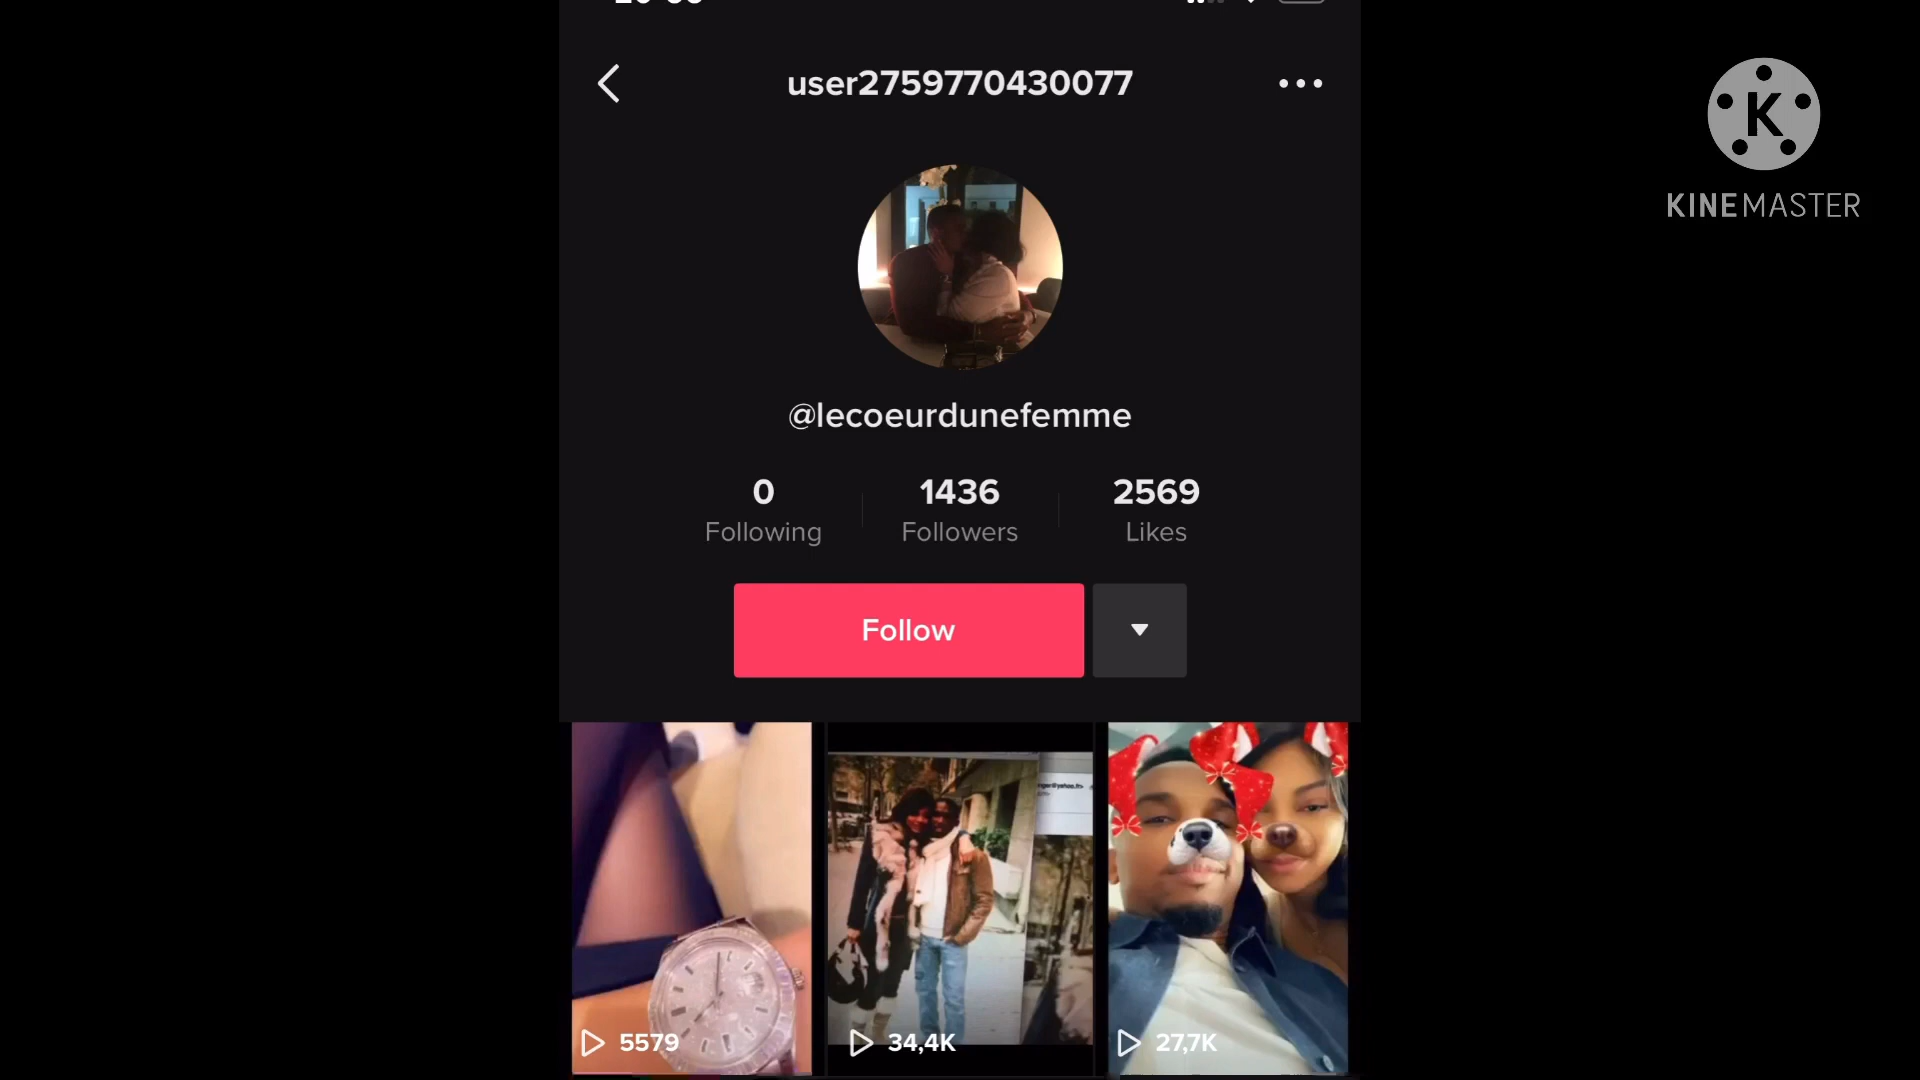 user2759770430077
K
KINEMASTER
@lecoeurdunefemme
0
1436
2569
Following
Followers
Likes
Follow
5579
34,4K
27,7K